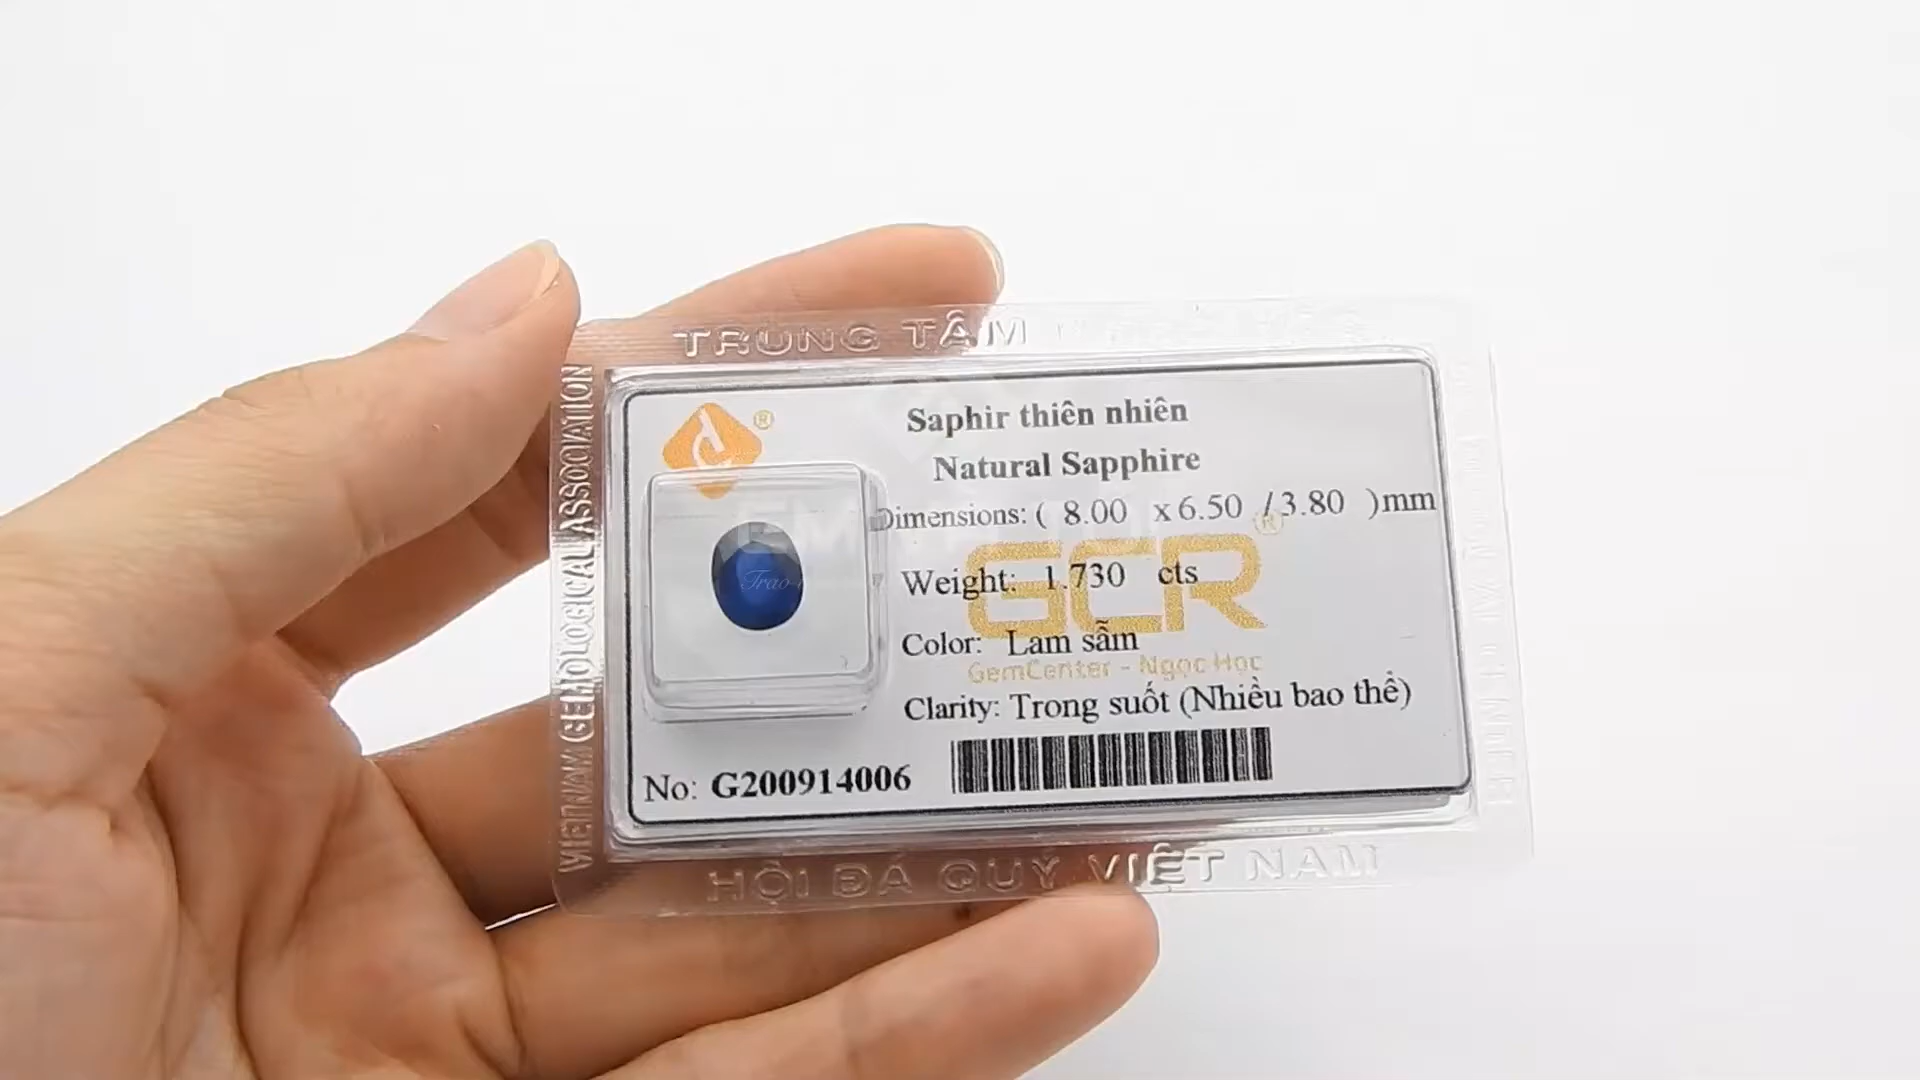 TRUNG TÂM
VIETNAM GEMOLOGICAL ASSOCIATION
®
Saphir thiên nhiên
Natural Sapphire
Dimensions: ( 8.00 x 6.50 / 3.80 )mm
®
GCR
Weight: 1.730 cts
Color: Lam sẫm
GemCenter - Ngọc Học
Clarity: Trong suốt (Nhiều bao thể)
No: G200914006
HỘI ĐÁ QUÝ VIỆT NAM